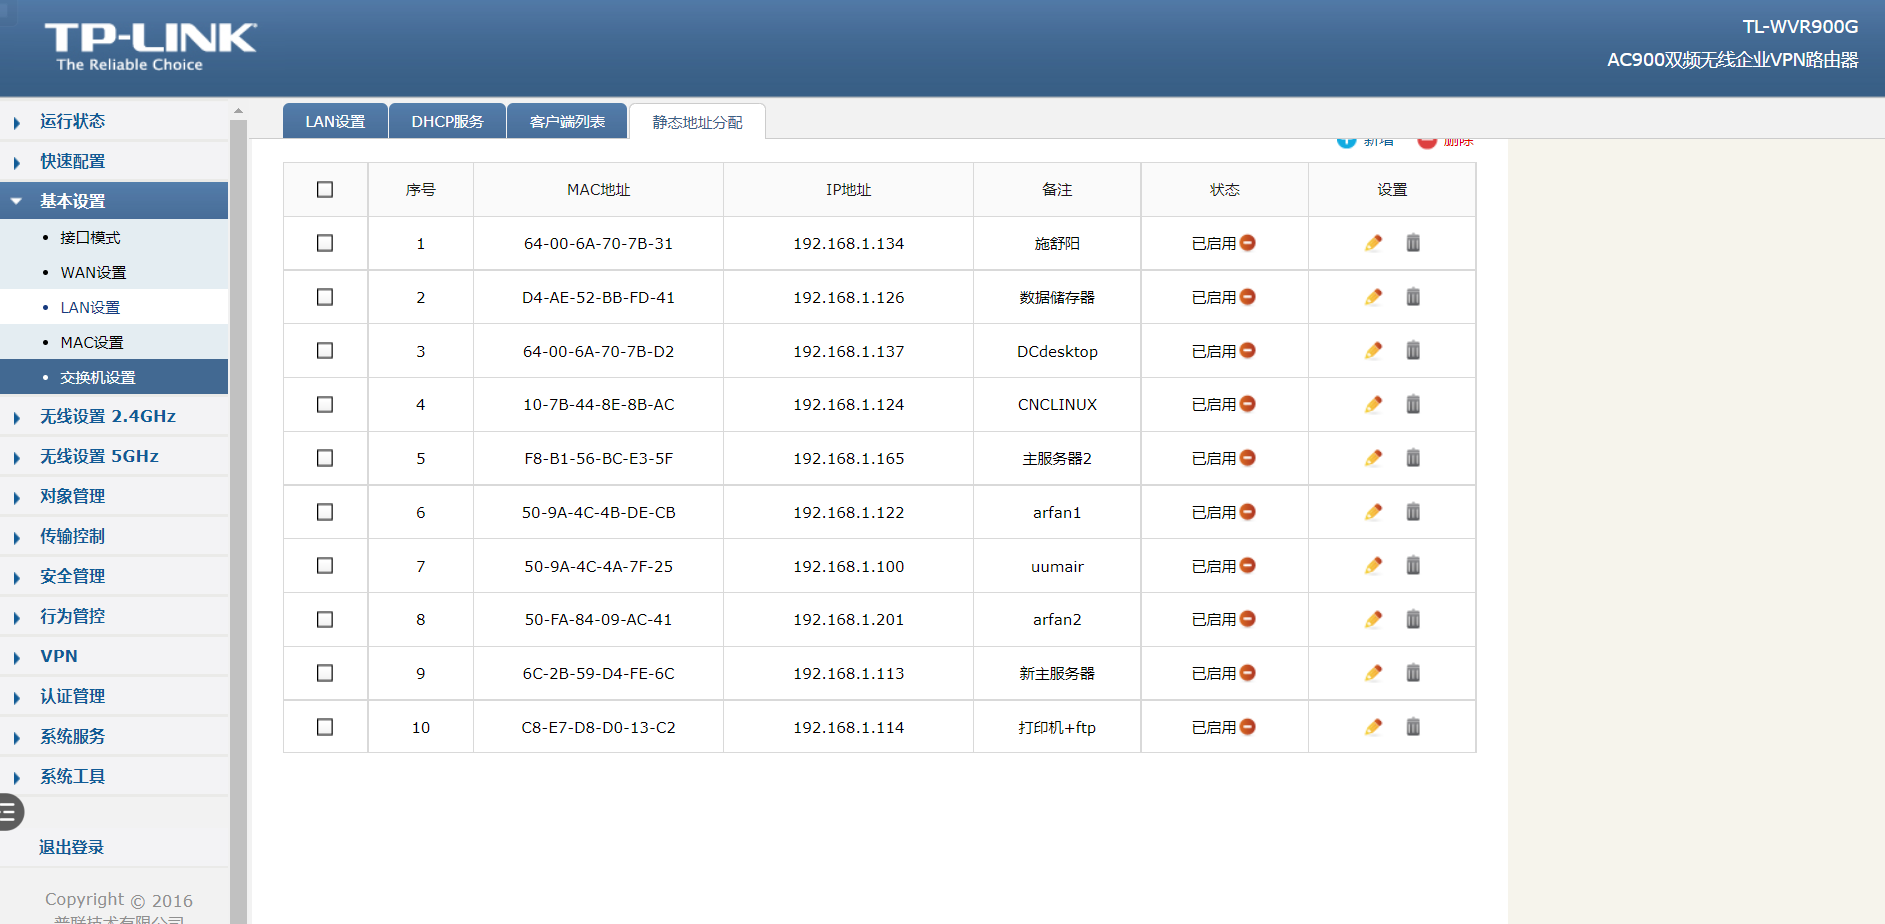 TP-LINK
The Reliable Choice
TL-WVR900G
AC900双频无线企业VPN路由器
运行状态
快速配置
基本设置
接口模式
WAN设置
LAN设置
MAC设置
交换机设置
无线设置 2.4GHz
无线设置 5GHz
对象管理
传输控制
安全管理
行为管控
VPN
认证管理
系统服务
系统工具
退出登录
Copyright © 2016
普联技术有限公司
LAN设置 DHCP服务 客户端列表 静态地址分配
新增 删除
序号 MAC地址 IP地址 备注 状态 设置
1 64-00-6A-70-7B-31 192.168.1.134 施舒阳 已启用
2 D4-AE-52-BB-FD-41 192.168.1.126 数据储存器 已启用
3 64-00-6A-70-7B-D2 192.168.1.137 DCdesktop 已启用
4 10-7B-44-8E-8B-AC 192.168.1.124 CNCLINUX 已启用
5 F8-B1-56-BC-E3-5F 192.168.1.165 主服务器2 已启用
6 50-9A-4C-4B-DE-CB 192.168.1.122 arfan1 已启用
7 50-9A-4C-4A-7F-25 192.168.1.100 uumair 已启用
8 50-FA-84-09-AC-41 192.168.1.201 arfan2 已启用
9 6C-2B-59-D4-FE-6C 192.168.1.113 新主服务器 已启用
10 C8-E7-D8-D0-13-C2 192.168.1.114 打印机+ftp 已启用